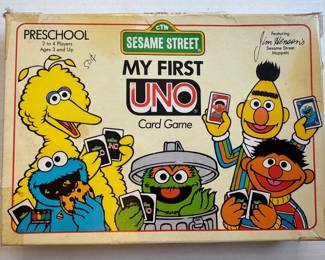 PRESCHOOL
2 to 4 Players
Ages 3 and Up
CTW
SESAME STREET
Featuring
Jim Henson's
Sesame Street
Muppets
MY FIRST
UNO
Card Game